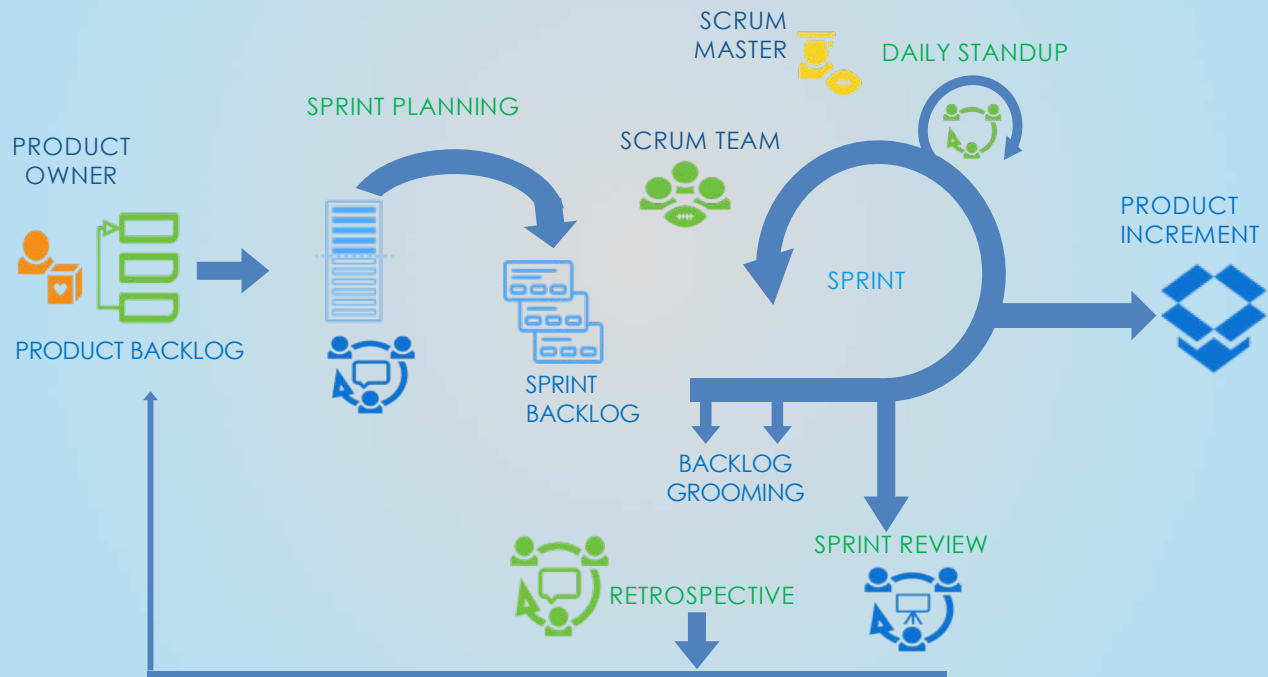 SCRUM
MASTER
DAILY STANDUP
SPRINT PLANNING
PRODUCT
OWNER
SCRUM TEAM
PRODUCT
INCREMENT
SPRINT
PRODUCT BACKLOG
SPRINT
BACKLOG
BACKLOG
GROOMING
SPRINT REVIEW
RETROSPECTIVE